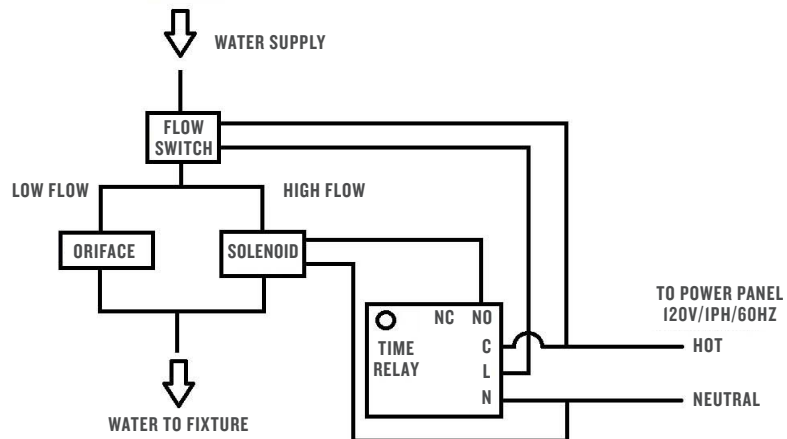 WATER SUPPLY
FLOW
SWITCH
LOW FLOW
HIGH FLOW
ORIFACE
SOLENOID
NC NO
TIME
RELAY
C
L
N
TO POWER PANEL
120V/1PH/60HZ
HOT
NEUTRAL
WATER TO FIXTURE